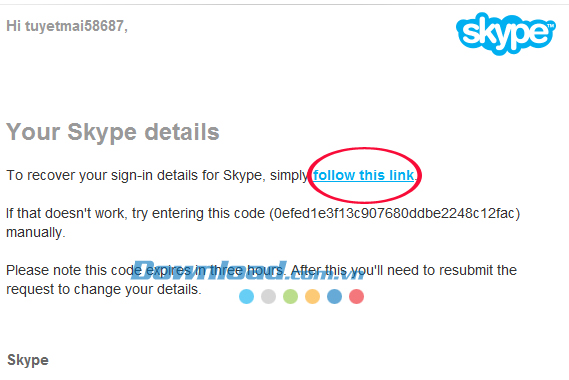 Hi tuyetmai58687,
skype
Your Skype details
To recover your sign-in details for Skype, simply follow this link.
If that doesn't work, try entering this code (0efed1e3f13c907680ddbe2248c12fac)
manually.
Please note this code expires in three hours. After this you'll need to resubmit the
Download.com.vn
request to change your details.
Skype